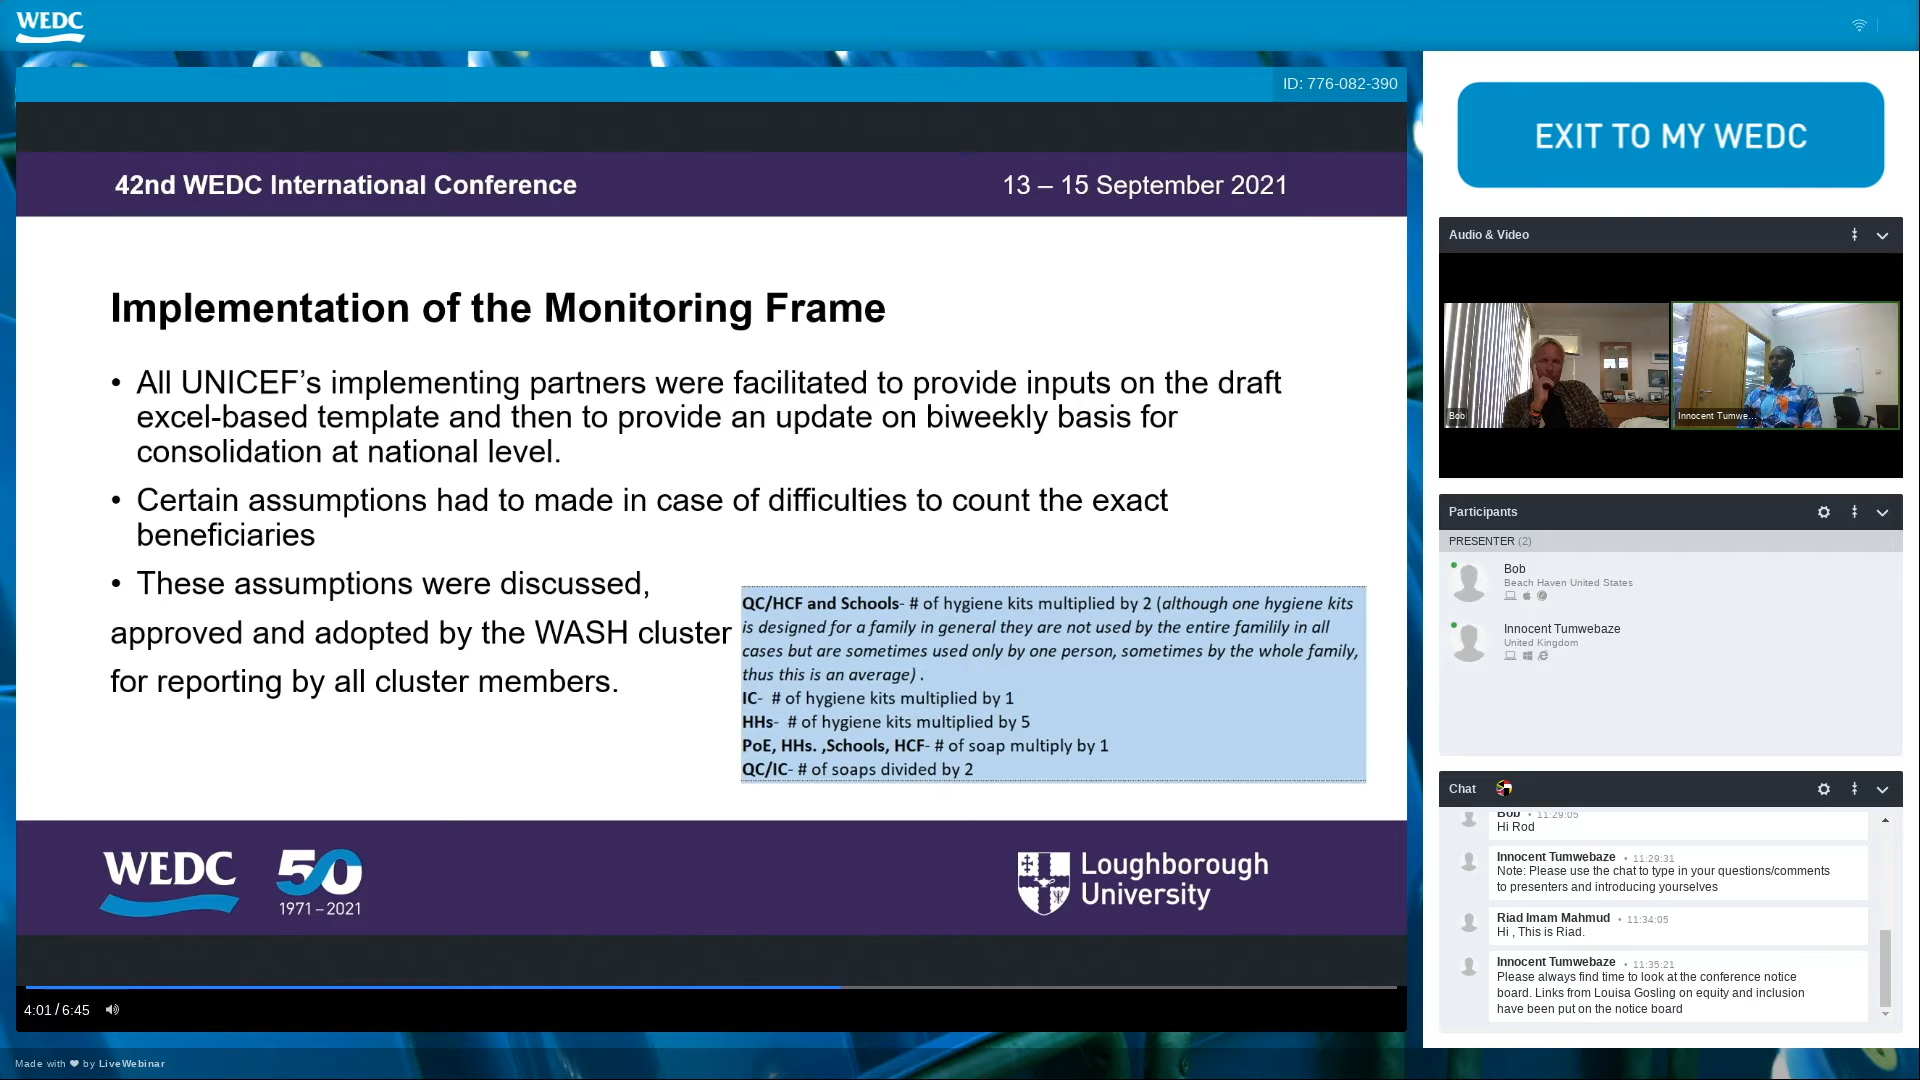 WEDC
ID: 776-082-390
42nd WEDC International Conference
13 – 15 September 2021
Implementation of the Monitoring Frame
• All UNICEF’s implementing partners were facilitated to provide inputs on the draft
excel-based template and then to provide an update on biweekly basis for
consolidation at national level.
• Certain assumptions had to made in case of difficulties to count the exact
beneficiaries
• These assumptions were discussed,
approved and adopted by the WASH cluster
for reporting by all cluster members.
QC/HCF and Schools- # of hygiene kits multiplied by 2 (although one hygiene kits
is designed for a family in general they are not used by the entire familily in all
cases but are sometimes used only by one person, sometimes by the whole family,
thus this is an average) .
IC- # of hygiene kits multiplied by 1
HHs- # of hygiene kits multiplied by 5
PoE, HHs. ,Schools, HCF- # of soap multiply by 1
QC/IC- # of soaps divided by 2
WEDC
50
1971 – 2021
Loughborough
University
4:01 / 6:45
Made with ❤ by LiveWebinar
EXIT TO MY WEDC
Audio & Video
Bob
Innocent Tumwe...
Participants
PRESENTER (2)
Bob
Beach Haven United States
Innocent Tumwebaze
United Kingdom
Chat
Bob • 11:29:05
Hi Rod
Innocent Tumwebaze • 11:29:31
Note: Please use the chat to type in your questions/comments
to presenters and introducing yourselves
Riad Imam Mahmud • 11:34:05
Hi , This is Riad.
Innocent Tumwebaze • 11:35:21
Please always find time to look at the conference notice
board. Links from Louisa Gosling on equity and inclusion
have been put on the notice board